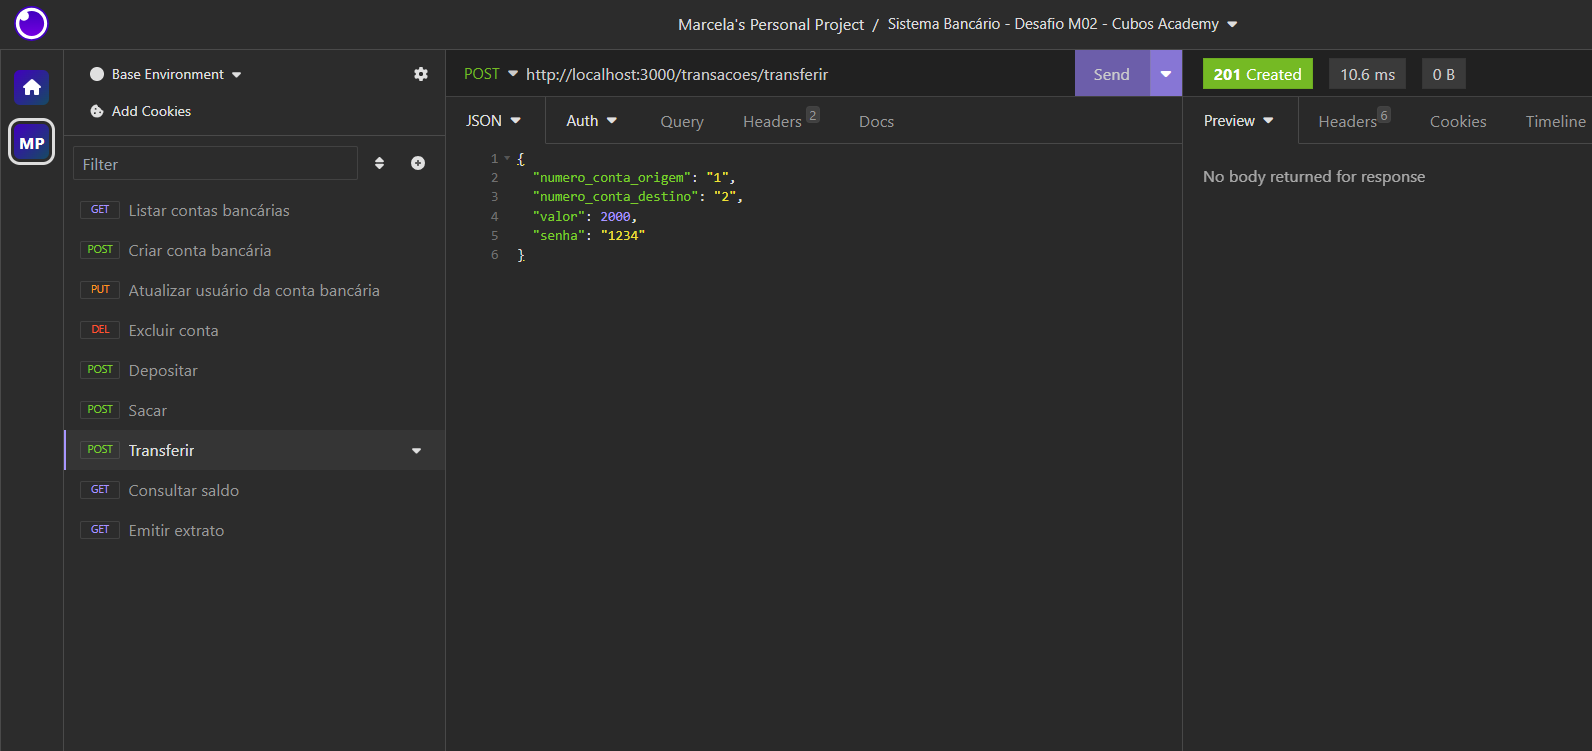 Marcela's Personal Project / Sistema Bancário - Desafio M02 - Cubos Academy
MP
Base Environment
Add Cookies
Filter
GET Listar contas bancárias
POST Criar conta bancária
PUT Atualizar usuário da conta bancária
DEL Excluir conta
POST Depositar
POST Sacar
POST Transferir
GET Consultar saldo
GET Emitir extrato
POST http://localhost:3000/transacoes/transferir Send
JSON Auth Query Headers 2 Docs
1 {
2 "numero_conta_origem": "1",
3 "numero_conta_destino": "2",
4 "valor": 2000,
5 "senha": "1234"
6 }
201 Created 10.6 ms 0 B
Preview Headers 6 Cookies Timeline
No body returned for response